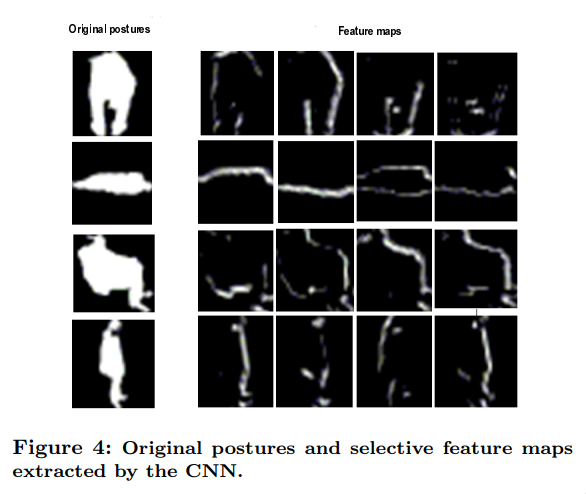 Original postures
Feature maps
Figure 4: Original postures and selective feature maps
extracted by the CNN.